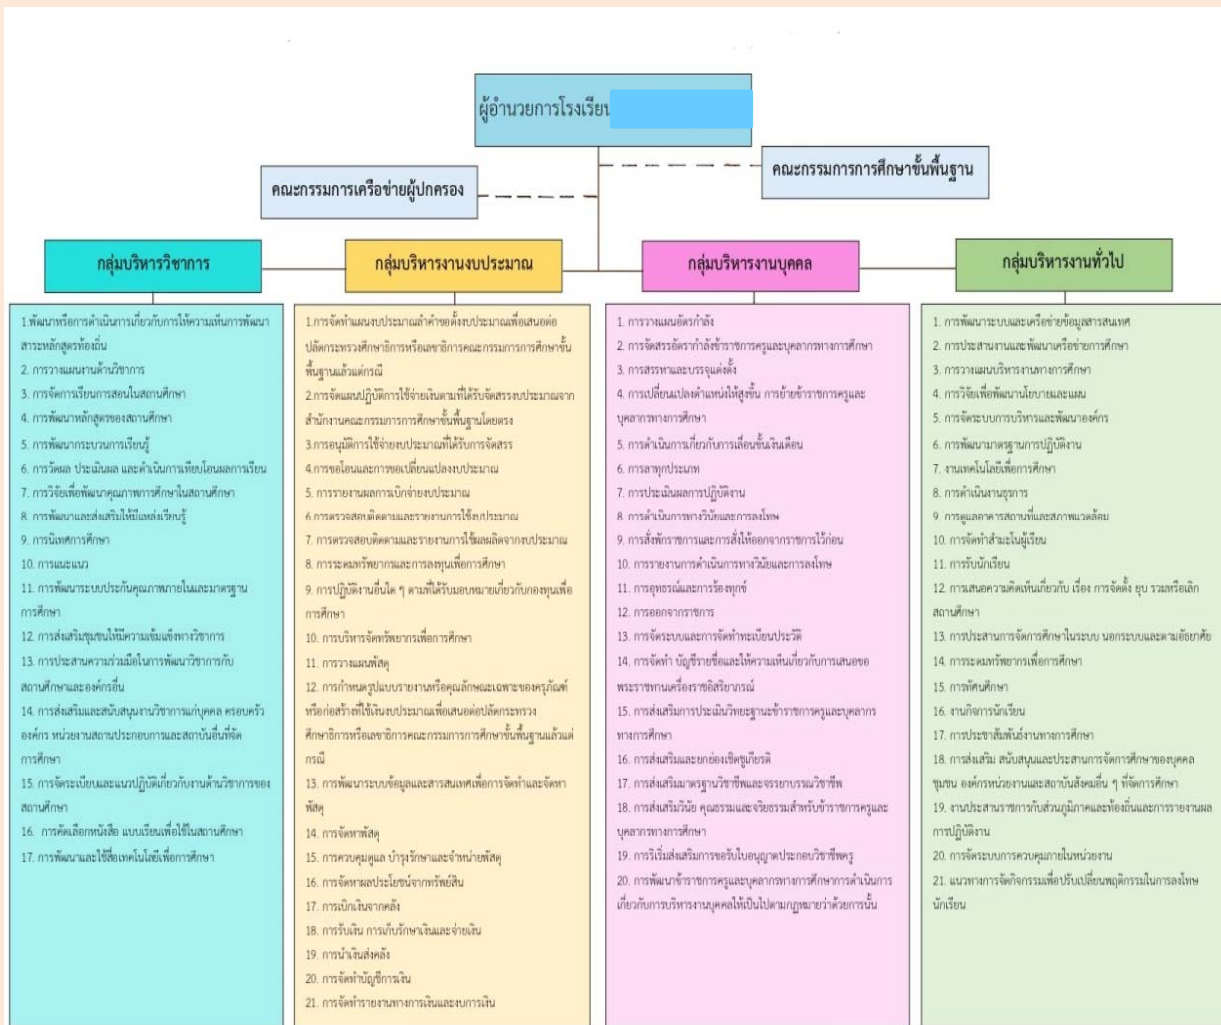 ผู้อำนวยการโรงเรียน
คณะกรรมการการศึกษาขั้นพื้นฐาน
คณะกรรมการเครือข่ายผู้ปกครอง
กลุ่มบริหารวิชาการ
1.พัฒนาหรือการดำเนินการเกี่ยวกับการให้ความเห็นการพัฒนา
สาระหลักสูตรท้องถิ่น
2. การวางแผนงานด้านวิชาการ
3. การจัดการเรียนการสอนในสถานศึกษา
4. การพัฒนาหลักสูตรของสถานศึกษา
5. การพัฒนากระบวนการเรียนรู้
6. การวัดผล ประเมินผล และดำเนินการเทียบโอนผลการเรียน
7. การวิจัยเพื่อพัฒนาคุณภาพการศึกษาในสถานศึกษา
8. การพัฒนาและส่งเสริมให้มีแหล่งเรียนรู้
9. การนิเทศการศึกษา
10. การแนะแนว
11. การพัฒนาระบบประกันคุณภาพภายในและมาตรฐาน
การศึกษา
12. การส่งเสริมชุมชนให้มีความเข้มแข็งทางวิชาการ
13. การประสานความร่วมมือในการพัฒนาวิชาการกับ
สถานศึกษาและองค์กรอื่น
14. การส่งเสริมและสนับสนุนงานวิชาการแก่บุคคล ครอบครัว
องค์กร หน่วยงานสถานประกอบการและสถาบันอื่นที่จัด
การศึกษา
15. การจัดระเบียบและแนวปฏิบัติเกี่ยวกับงานด้านวิชาการของ
สถานศึกษา
16. การคัดเลือกหนังสือ แบบเรียนเพื่อใช้ในสถานศึกษา
17. การพัฒนาและใช้สื่อเทคโนโลยีเพื่อการศึกษา
กลุ่มบริหารงานงบประมาณ
1.การจัดทำแผนงบประมาณลำคำขอตั้งงบประมาณเพื่อเสนอต่อ
ปลัดกระทรวงศึกษาธิการหรือเลขาธิการคณะกรรมการการศึกษาขั้น
พื้นฐานแล้วแต่กรณี
2.การจัดแผนปฏิบัติการใช้จ่ายเงินตามที่ได้รับจัดสรรงบประมาณจาก
สำนักงานคณะกรรมการการศึกษาขั้นพื้นฐานโดยตรง
3.การอนุมัติการใช้จ่ายงบประมาณที่ได้รับการจัดสรร
4.การขอโอนและการขอเปลี่ยนแปลงงบประมาณ
5. การรายงานผลการเบิกจ่ายงบประมาณ
6.การตรวจสอบติดตามและรายงานการใช้งบประมาณ
7. การตรวจสอบติดตามและรายงานการใช้ผลผลิตจากงบประมาณ
8. การระดมทรัพยากรและการลงทุนเพื่อการศึกษา
9. การปฏิบัติงานอื่นใด ๆ ตามที่ได้รับมอบหมายเกี่ยวกับกองทุนเพื่อ
การศึกษา
10. การบริหารจัดทรัพยากรเพื่อการศึกษา
11. การวางแผนพัสดุ
12. การกำหนดรูปแบบรายงานหรือคุณลักษณะเฉพาะของครุภัณฑ์
หรือก่อสร้างที่ใช้เงินงบประมาณเพื่อเสนอต่อปลัดกระทรวง
ศึกษาธิการหรือเลขาธิการคณะกรรมการการศึกษาขั้นพื้นฐานแล้วแต่
กรณี
13. การพัฒนาระบบข้อมูลและสารสนเทศเพื่อการจัดทำและจัดหา
พัสดุ
14. การจัดหาพัสดุ
15. การควบคุมดูแล บำรุงรักษาและจำหน่ายพัสดุ
16. การจัดหาผลประโยชน์จากทรัพย์สิน
17. การเบิกเงินจากคลัง
18. การรับเงิน การเก็บรักษาเงินและจ่ายเงิน
19. การนำเงินส่งคลัง
20. การจัดทำบัญชีการเงิน
21. การจัดทำรายงานทางการเงินและงบการเงิน
กลุ่มบริหารงานบุคคล
1. การวางแผนอัตรกำลัง
2. การจัดสรรอัตรากำลังข้าราชการครูและบุคลากรทางการศึกษา
3. การสรรหาและบรรจุแต่งตั้ง
4. การเปลี่ยนแปลงตำแหน่งให้สูงขึ้น การย้ายข้าราชการครูและ
บุคลากรทางการศึกษา
5. การดำเนินการเกี่ยวกับการเลื่อนขั้นเงินเดือน
6. การลาทุกประเภท
7. การประเมินผลการปฏิบัติงาน
8. การดำเนินการทางวินัยและการลงโทษ
9. การสั่งพักราชการและการสั่งให้ออกจากราชการไว้ก่อน
10. การรายงานการดำเนินการทางวินัยและการลงโทษ
11. การอุทธรณ์และการร้องทุกข์
12. การออกจากราชการ
13. การจัดระบบและการจัดทำทะเบียนประวัติ
14. การจัดทำ บัญชีรายชื่อและให้ความเห็นเกี่ยวกับการเสนอขอ
พระราชทานเครื่องราชอิสริยาภรณ์
15. การส่งเสริมการประเมินวิทยะฐานะข้าราชการครูและบุคลากร
ทางการศึกษา
16. การส่งเสริมและยกย่องเชิดชูเกียรติ
17. การส่งเสริมมาตรฐานวิชาชีพและจรรยาบรรณวิชาชีพ
18. การส่งเสริมวินัย คุณธรรมและจริยธรรมสำหรับข้าราชการครูและ
บุคลากรทางการศึกษา
19. การริเริ่มส่งเสริมการขอรับใบอนุญาตประกอบวิชาชีพครู
20. การพัฒนาข้าราชการครูและบุคลากรทางการศึกษาการดำเนินการ
เกี่ยวกับการบริหารงานบุคคลให้เป็นไปตามกฎหมายว่าด้วยการนั้น
กลุ่มบริหารงานทั่วไป
1. การพัฒนาระบบและเครือข่ายข้อมูลสารสนเทศ
2. การประสานงานและพัฒนาเครือข่ายการศึกษา
3. การวางแผนบริหารงานทางการศึกษา
4. การวิจัยเพื่อพัฒนานโยบายและแผน
5. การจัดระบบการบริหารและพัฒนาองค์กร
6. การพัฒนามาตรฐานการปฏิบัติงาน
7. งานเทคโนโลยีเพื่อการศึกษา
8. การดำเนินงานธุรการ
9. การดูแลอาคารสถานที่และสภาพแวดล้อม
10. การจัดทำสำมะโนผู้เรียน
11. การรับนักเรียน
12. การเสนอความคิดเห็นเกี่ยวกับ เรื่อง การจัดตั้ง ยุบ รวมหรือเลิก
สถานศึกษา
13. การประสานการจัดการศึกษาในระบบ นอกระบบและตามอัธยาศัย
14. การระดมทรัพยากรเพื่อการศึกษา
15. การทัศนศึกษา
16. งานกิจการนักเรียน
17. การประชาสัมพันธ์งานทางการศึกษา
18. การส่งเสริม สนับสนุนและประสานการจัดการศึกษาของบุคคล
ชุมชน องค์กรหน่วยงานและสถาบันสังคมอื่น ๆ ที่จัดการศึกษา
19. งานประสานราชการกับส่วนภูมิภาคและท้องถิ่นและการรายงานผล
การปฏิบัติงาน
20. การจัดระบบการควบคุมภายในหน่วยงาน
21. แนวทางการจัดกิจกรรมเพื่อปรับเปลี่ยนพฤติกรรมในการลงโทษ
นักเรียน